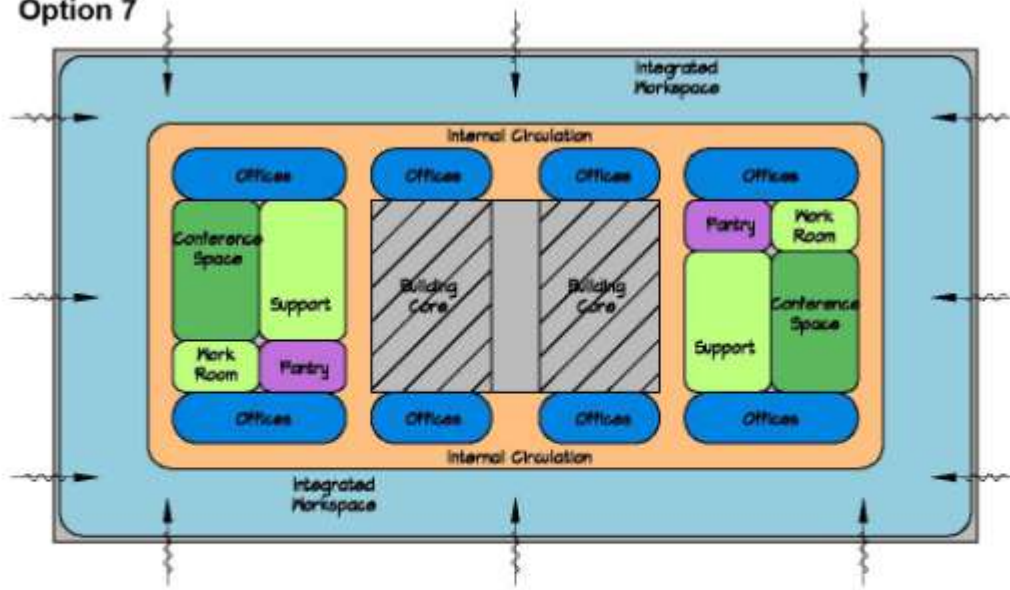 Option 7
Integrated
Workspace
Internal Circulation
Offices
Offices
Offices
Offices
Conference
Space
Support
Work
Room
Pantry
Building
Core
Building
Core
Pantry
Work
Room
Support
Conference
Space
Offices
Offices
Offices
Offices
Internal Circulation
Integrated
Workspace